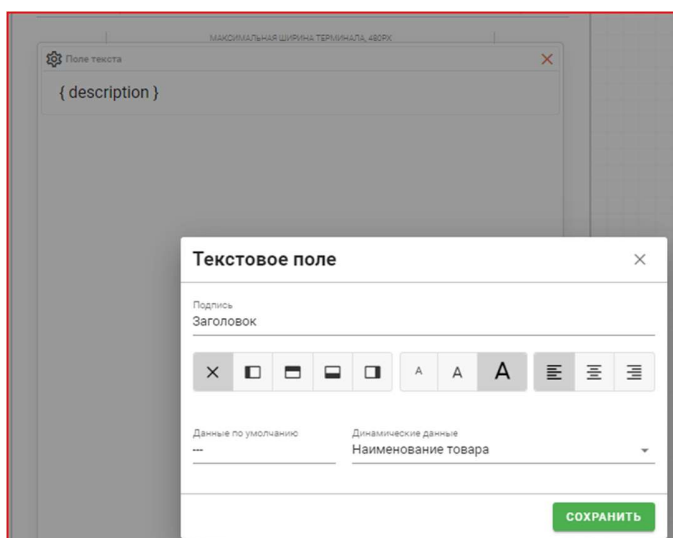 МАКСИМАЛЬНАЯ ШИРИНА ТЕРМИНАЛА, 480PX
Поле текста
{ description }
Текстовое поле
Подпись
Заголовок
A A A
Данные по умолчанию Динамические данные
--- Наименование товара
СОХРАНИТЬ